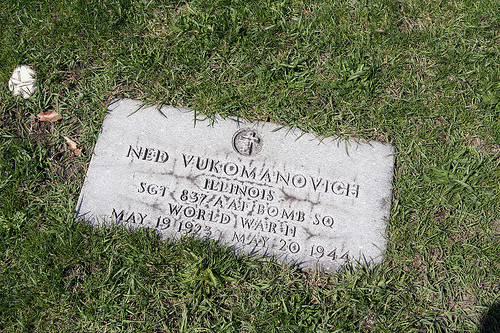 NED VUKOMANOVICH
ILLINOIS
SGT 837 AAF BOMB SQ
WORLD WAR II
MAY 19 1923 MAY 20 1944